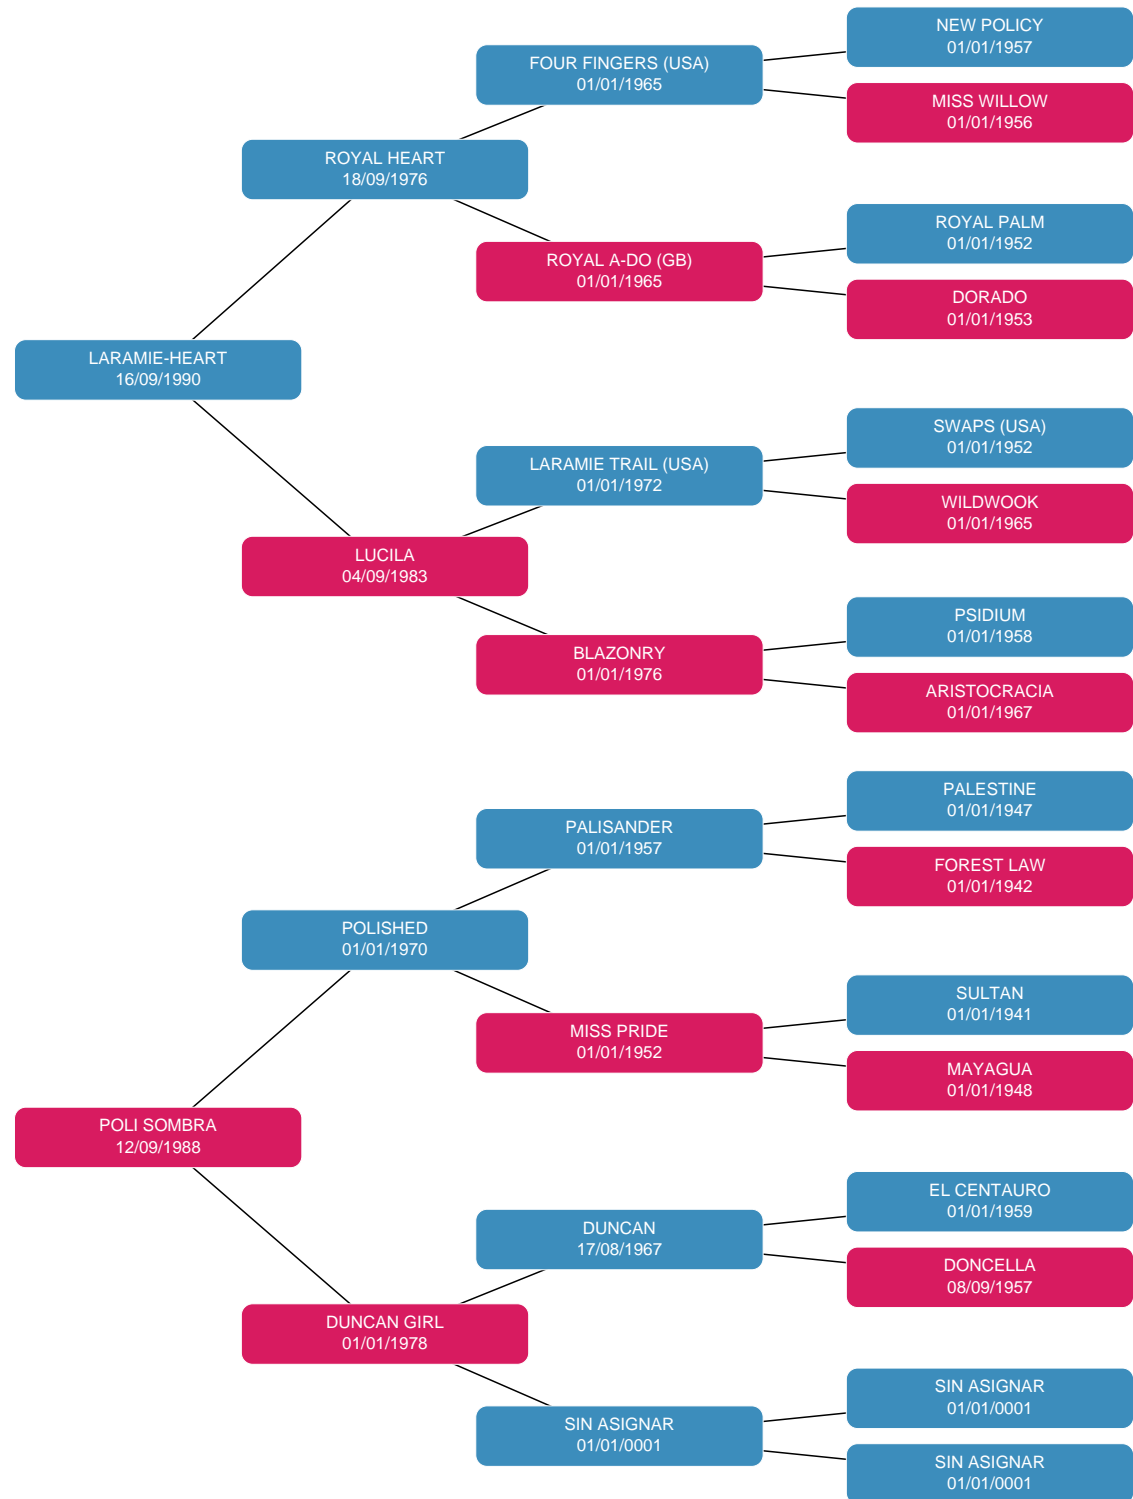 NEW POLICY
01/01/1957
FOUR FINGERS (USA)
01/01/1965
MISS WILLOW
01/01/1956
ROYAL HEART
18/09/1976
ROYAL PALM
01/01/1952
ROYAL A-DO (GB)
01/01/1965
DORADO
01/01/1953
LARAMIE-HEART
16/09/1990
SWAPS (USA)
01/01/1952
LARAMIE TRAIL (USA)
01/01/1972
WILDWOOK
01/01/1965
LUCILA
04/09/1983
PSIDIUM
01/01/1958
BLAZONRY
01/01/1976
ARISTOCRACIA
01/01/1967
PALESTINE
01/01/1947
PALISANDER
01/01/1957
FOREST LAW
01/01/1942
POLISHED
01/01/1970
SULTAN
01/01/1941
MISS PRIDE
01/01/1952
MAYAGUA
01/01/1948
POLI SOMBRA
12/09/1988
EL CENTAURO
01/01/1959
DUNCAN
17/08/1967
DONCELLA
08/09/1957
DUNCAN GIRL
01/01/1978
SIN ASIGNAR
01/01/0001
SIN ASIGNAR
01/01/0001
SIN ASIGNAR
01/01/0001